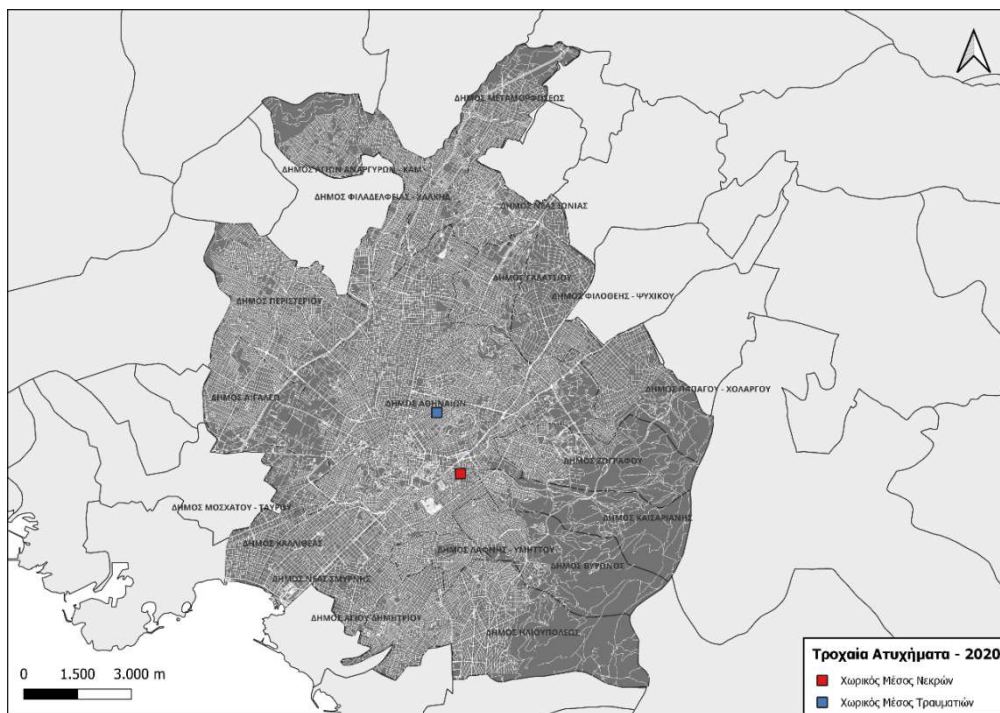 ΔΗΜΟΣ ΜΕΤΑΜΟΡΦΩΣΕΩΣ
ΔΗΜΟΣ ΑΓΙΩΝ ΑΝΑΡΓΥΡΩΝ - ΚΑΜ.
ΔΗΜΟΣ ΦΙΛΑΔΕΛΦΕΙΑΣ - ΧΑΛΚΗΔ.
ΔΗΜΟΣ ΝΕΑΣ ΙΩΝΙΑΣ
ΔΗΜΟΣ ΓΑΛΑΤΣΙΟΥ
ΔΗΜΟΣ ΦΙΛΟΘΕΗΣ - ΨΥΧΙΚΟΥ
ΔΗΜΟΣ ΠΕΡΙΣΤΕΡΙΟΥ
ΔΗΜΟΣ ΠΑΠΑΓΟΥ - ΧΟΛΑΡΓΟΥ
ΔΗΜΟΣ ΑΙΓΑΛΕΩ
ΔΗΜΟΣ ΑΘΗΝΑΙΩΝ
ΔΗΜΟΣ ΖΩΓΡΑΦΟΥ
ΔΗΜΟΣ ΜΟΣΧΑΤΟΥ - ΤΑΥΡΟΥ
ΔΗΜΟΣ ΚΑΙΣΑΡΙΑΝΗΣ
ΔΗΜΟΣ ΚΑΛΛΙΘΕΑΣ
ΔΗΜΟΣ ΔΑΦΝΗΣ - ΥΜΗΤΤΟΥ
ΔΗΜΟΣ ΒΥΡΩΝΟΣ
ΔΗΜΟΣ ΝΕΑΣ ΣΜΥΡΝΗΣ
ΔΗΜΟΣ ΑΓΙΟΥ ΔΗΜΗΤΡΙΟΥ
ΔΗΜΟΣ ΗΛΙΟΥΠΟΛΕΩΣ
0 1.500 3.000 m
Τροχαία Ατυχήματα - 2020
Χωρικός Μέσος Νεκρών
Χωρικός Μέσος Τραυματιών